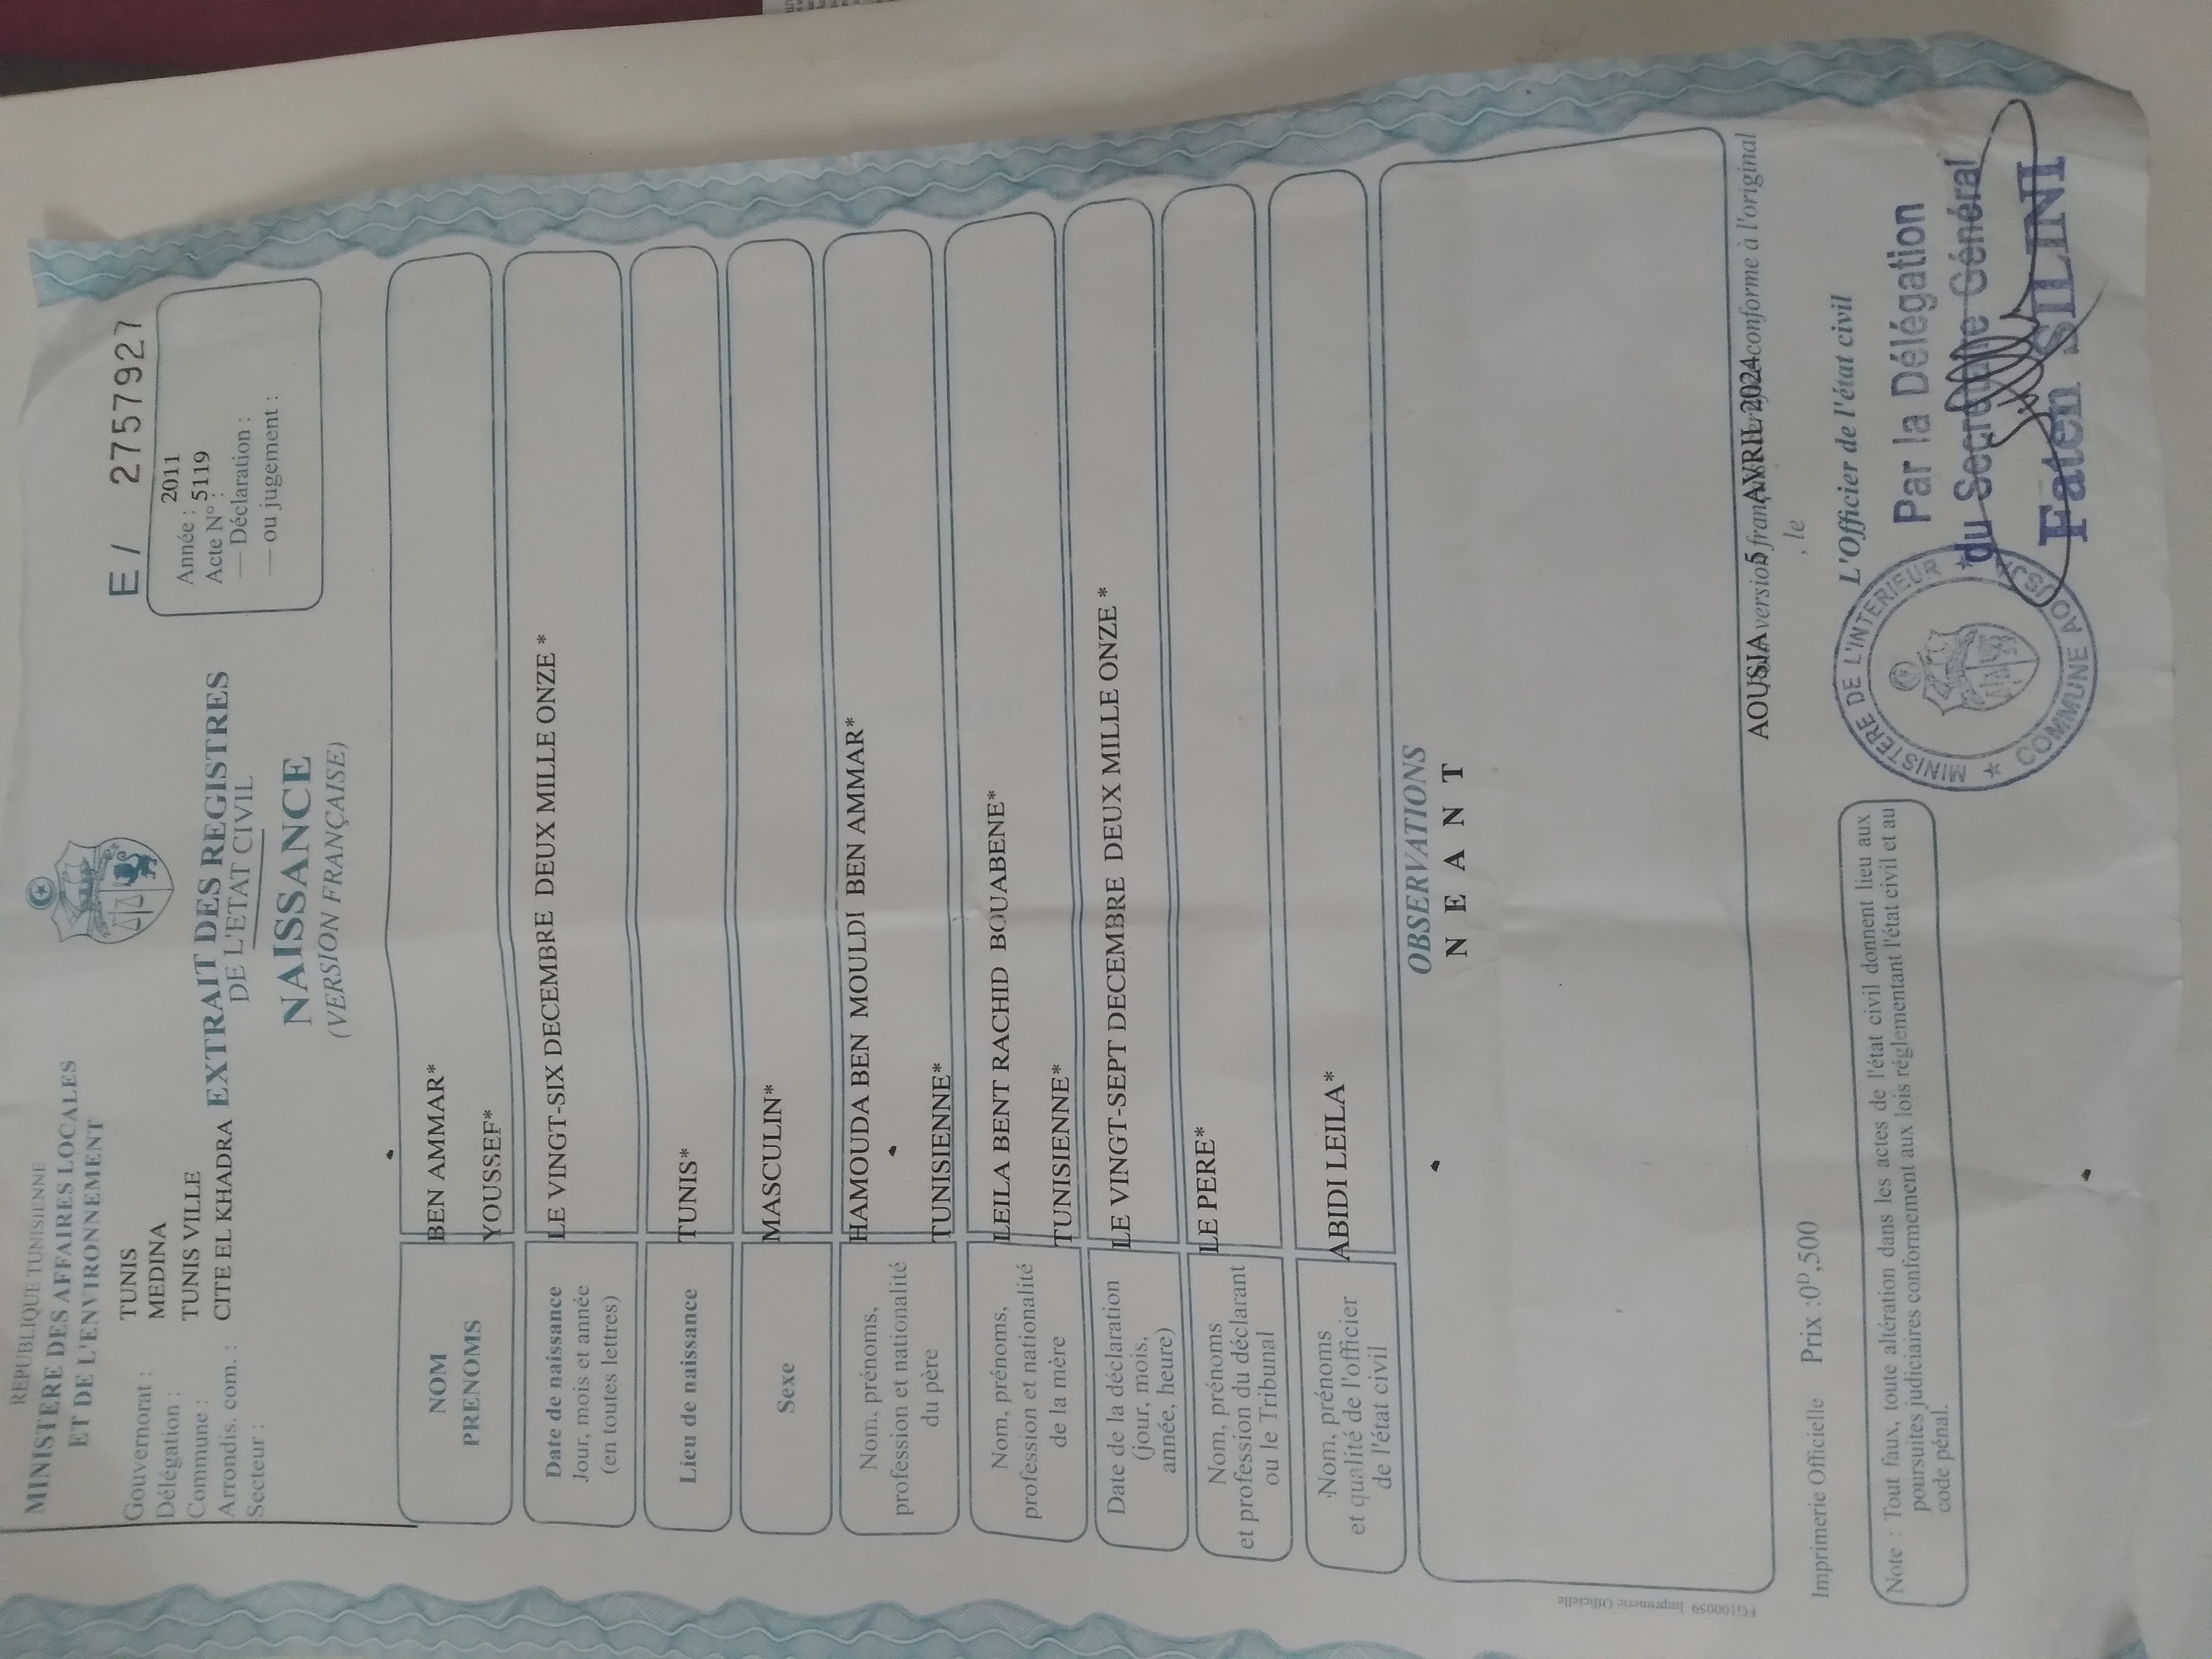 REPUBLIQUE TUNISIENNE
MINISTERE DES AFFAIRES LOCALES
ET DE L'ENVIRONNEMENT
E / 2757927
Gouvernorat : TUNIS
Délégation : MEDINA
Commune : TUNIS VILLE
Arrondis. com. : CITE EL KHADRA
Secteur :
EXTRAIT DES REGISTRES
DE L'ETAT CIVIL
NAISSANCE
(VERSION FRANÇAISE)
Année : 2011
Acte N° : 5119
— Déclaration :
— ou jugement :
NOM BEN AMMAR*
PRENOMS YOUSSEF*
Date de naissance
Jour, mois et année
(en toutes lettres)
LE VINGT-SIX DECEMBRE DEUX MILLE ONZE *
Lieu de naissance TUNIS*
Sexe MASCULIN*
Nom, prénoms,
profession et nationalité
du père
HAMOUDA BEN MOULDI BEN AMMAR*
TUNISIENNE*
Nom, prénoms,
profession et nationalité
de la mère
LEILA BENT RACHID BOUABENE*
TUNISIENNE*
Date de la déclaration
(jour, mois,
année, heure)
LE VINGT-SEPT DECEMBRE DEUX MILLE ONZE *
Nom, prénoms
et profession du déclarant
ou le Tribunal
LE PERE*
Nom, prénoms
et qualité de l'officier
de l'état civil
ABIDI LEILA*
OBSERVATIONS
N E A N T
FG100059 Imprimerie Officielle
version française conforme à l'original
AOUSJA 5 AVRIL 2024
, le
Imprimerie Officielle Prix :0ᴰ,500
L'Officier de l'état civil
Par la Délégation
du Secrétaire Général
Faten SILINI
MINISTERE DE L'INTERIEUR ★ COMMUNE AOUSJA ★
Note : Tout faux, toute altération dans les actes de l'état civil donnent lieu aux
poursuites judiciaires conformement aux lois réglementant l'état civil et au
code pénal.